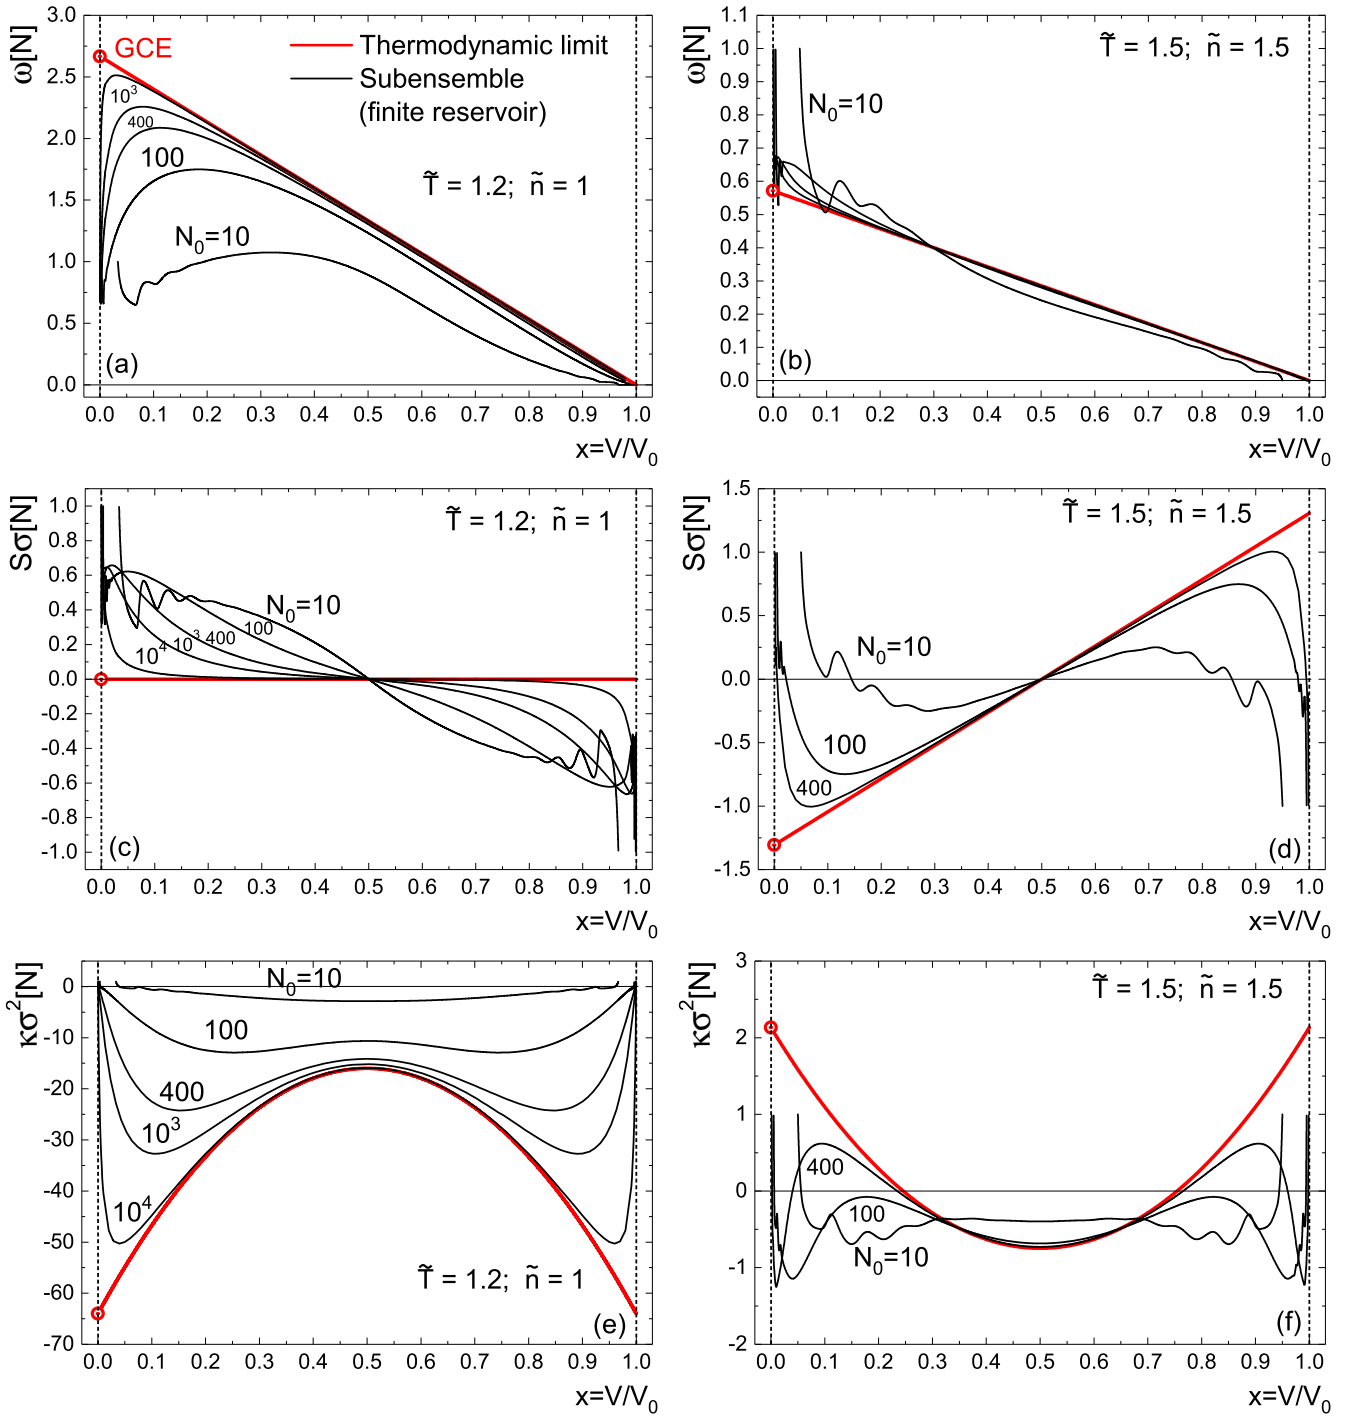 ω[N]
3.0
2.5
2.0
1.5
1.0
0.5
0.0
GCE
Thermodynamic limit
Subensemble
(finite reservoir)
10³
400
100
N₀=10
T̃ = 1.2; ñ = 1
(a)
0.0 0.1 0.2 0.3 0.4 0.5 0.6 0.7 0.8 0.9 1.0
x=V/V₀
ω[N]
1.1
1.0
0.9
0.8
0.7
0.6
0.5
0.4
0.3
0.2
0.1
0.0
T̃ = 1.5; ñ = 1.5
N₀=10
(b)
0.0 0.1 0.2 0.3 0.4 0.5 0.6 0.7 0.8 0.9 1.0
x=V/V₀
Sσ[N]
1.0
0.8
0.6
0.4
0.2
0.0
-0.2
-0.4
-0.6
-0.8
-1.0
T̃ = 1.2; ñ = 1
N₀=10
10⁴ 10³ 400 100
(c)
0.0 0.1 0.2 0.3 0.4 0.5 0.6 0.7 0.8 0.9 1.0
x=V/V₀
Sσ[N]
1.5
1.0
0.5
0.0
-0.5
-1.0
-1.5
T̃ = 1.5; ñ = 1.5
N₀=10
100
400
(d)
0.0 0.1 0.2 0.3 0.4 0.5 0.6 0.7 0.8 0.9 1.0
x=V/V₀
κσ²[N]
0
-10
-20
-30
-40
-50
-60
-70
N₀=10
100
400
10³
10⁴
T̃ = 1.2; ñ = 1
(e)
0.0 0.1 0.2 0.3 0.4 0.5 0.6 0.7 0.8 0.9 1.0
x=V/V₀
κσ²[N]
3
2
1
0
-1
-2
T̃ = 1.5; ñ = 1.5
400
100
N₀=10
(f)
0.0 0.1 0.2 0.3 0.4 0.5 0.6 0.7 0.8 0.9 1.0
x=V/V₀